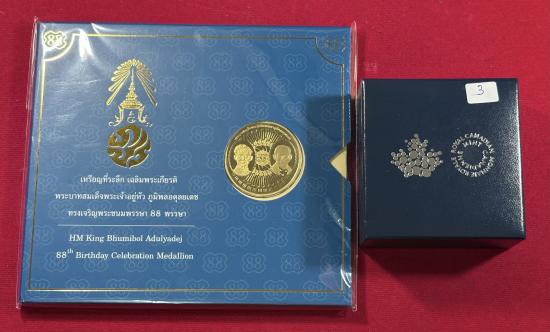 88
88
เหรียญที่ระลึก เฉลิมพระเกียรติ
พระบาทสมเด็จพระเจ้าอยู่หัว ภูมิพลอดุลยเดช
ทรงเจริญพระชนมพรรษา 88 พรรษา
HM King Bhumibol Adulyadej
88th Birthday Celebration Medallion
3
ROYAL CANADIAN MINT
MONNAIE ROYALE CANADIENNE